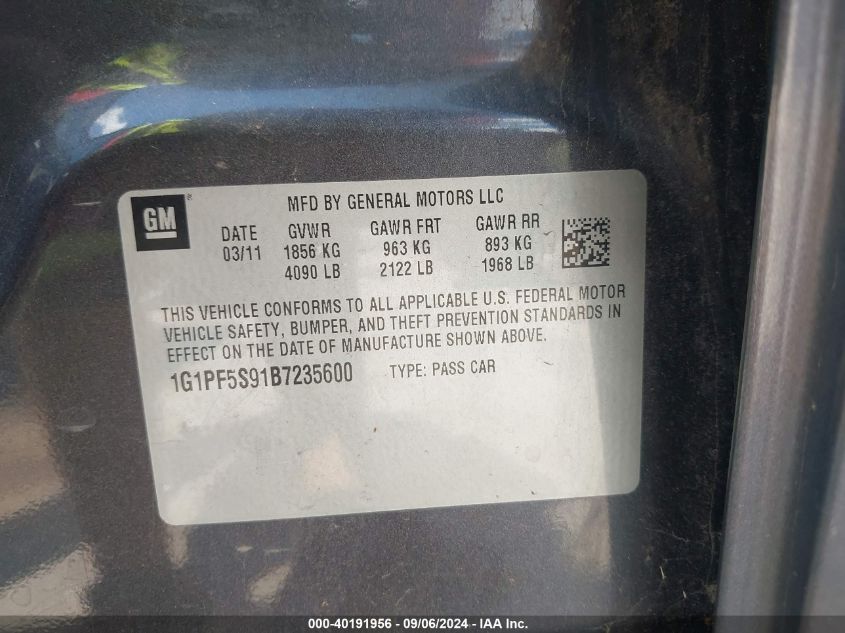 GM
MFD BY GENERAL MOTORS LLC
DATE GVWR GAWR FRT GAWR RR
03/11 1856 KG 963 KG 893 KG
4090 LB 2122 LB 1968 LB
THIS VEHICLE CONFORMS TO ALL APPLICABLE U.S. FEDERAL MOTOR
VEHICLE SAFETY, BUMPER, AND THEFT PREVENTION STANDARDS IN
EFFECT ON THE DATE OF MANUFACTURE SHOWN ABOVE.
1G1PF5S91B7235600 TYPE: PASS CAR
000-40191956 - 09/06/2024 - IAA Inc.